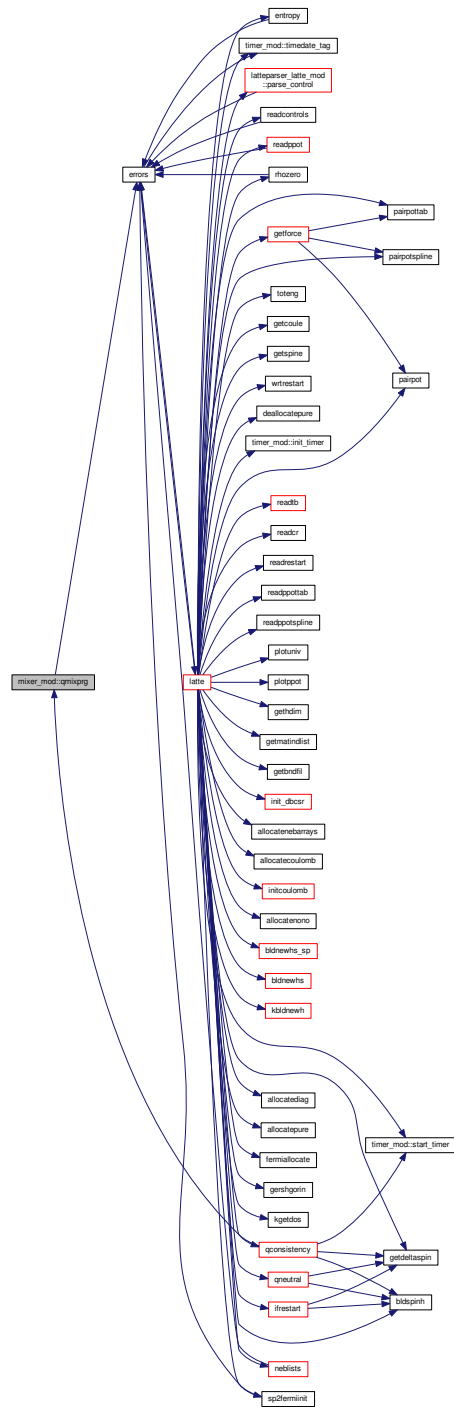 entropy
timer_mod::timedate_tag
latteparser_latte_mod
::parse_control
readcontrols
readppot
errors
rhozero
pairpottab
getforce
pairpotspline
toteng
getcoule
getspine
pairpot
wrtrestart
deallocatepure
timer_mod::init_timer
readtb
readcr
readrestart
readppottab
readppotspline
plotuniv
mixer_mod::qmixprg
latte
plotppot
gethdim
getmatindlist
getbndfil
init_dbcsr
allocatenebarrays
allocatecoulomb
initcoulomb
allocatenono
bldnewhs_sp
bldnewhs
kbldnewh
allocatediag
allocatepure
timer_mod::start_timer
fermiallocate
gershgorin
kgetdos
qconsistency
getdeltaspin
qneutral
bldspinh
ifrestart
neblists
sp2fermiinit